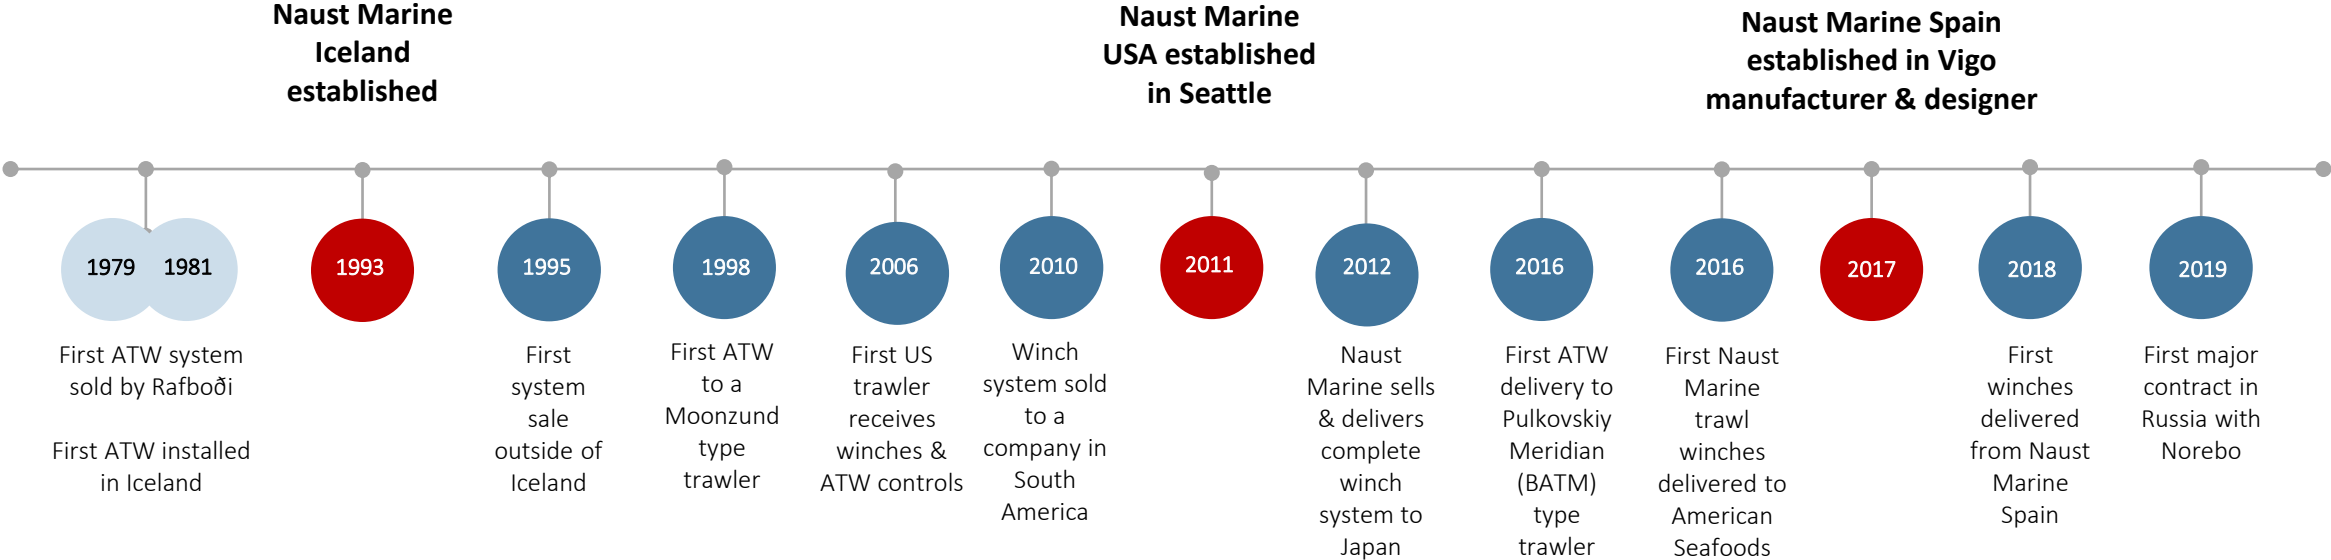 Naust Marine
Iceland
established
Naust Marine
USA established
in Seattle
Naust Marine Spain
established in Vigo
manufacturer & designer
1979
1981
1993
1995
1998
2006
2010
2011
2012
2016
2016
2017
2018
2019
First ATW system
sold by Rafboði
First ATW installed
in Iceland
First
system
sale
outside of
Iceland
First ATW
to a
Moonzund
type
trawler
First US
trawler
receives
winches &
ATW controls
Winch
system sold
to a
company in
South
America
Naust
Marine sells
& delivers
complete
winch
system to
Japan
First ATW
delivery to
Pulkovskiy
Meridian
(BATM)
type
trawler
First Naust
Marine
trawl
winches
delivered to
American
Seafoods
First
winches
delivered
from Naust
Marine
Spain
First major
contract in
Russia with
Norebo